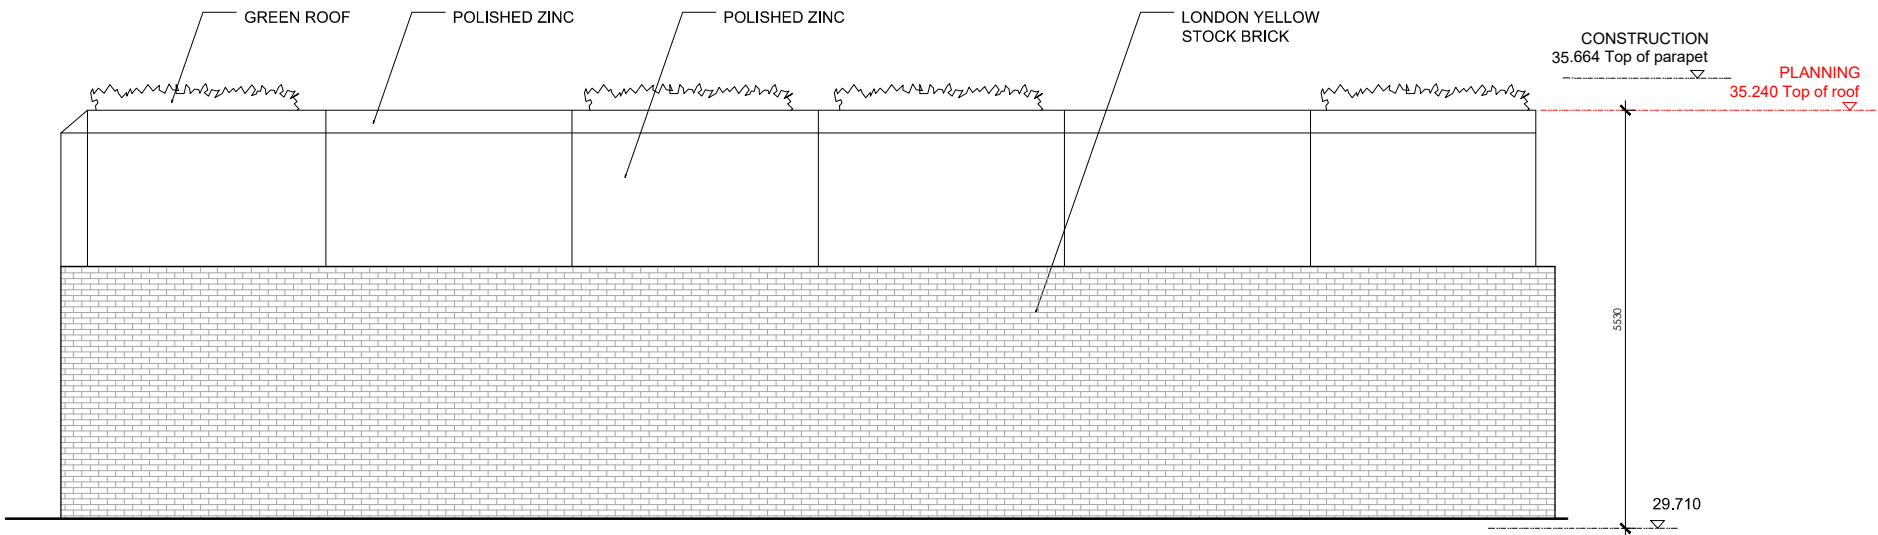 GREEN ROOF
POLISHED ZINC
POLISHED ZINC
LONDON YELLOW
STOCK BRICK
CONSTRUCTION
35.664 Top of parapet
PLANNING
35.240 Top of roof
5530
29.710